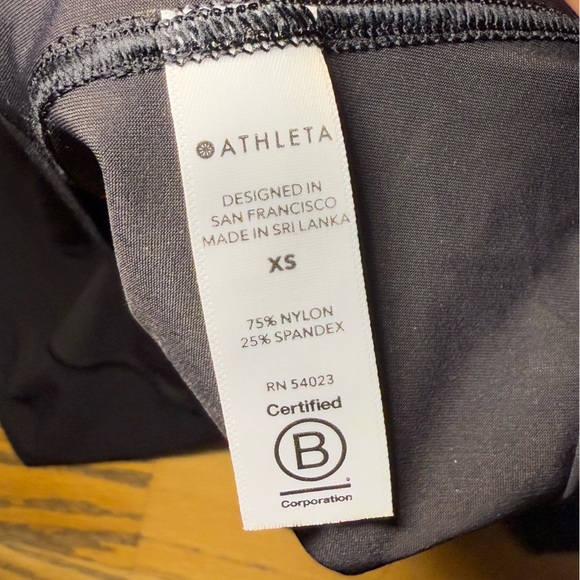 ATHLETA
DESIGNED IN
SAN FRANCISCO
MADE IN SRI LANKA
XS
75% NYLON
25% SPANDEX
RN 54023
Certified
B
Corporation